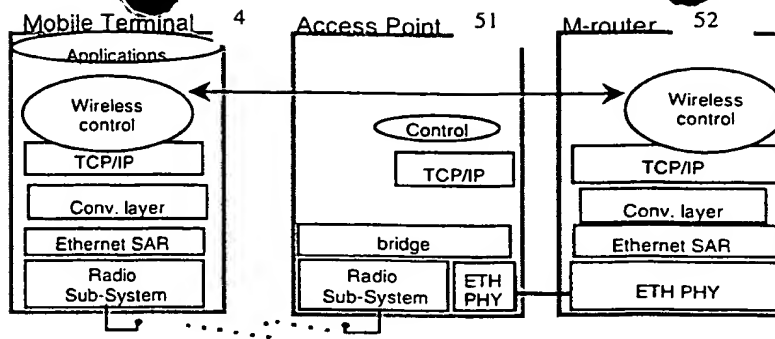 Mobile Terminal 4
Applications
Wireless
control
TCP/IP
Conv. layer
Ethernet SAR
Radio
Sub-System
Access Point 51
Control
TCP/IP
bridge
Radio
Sub-System
ETH
PHY
M-router 52
Wireless
control
TCP/IP
Conv. layer
Ethernet SAR
ETH PHY